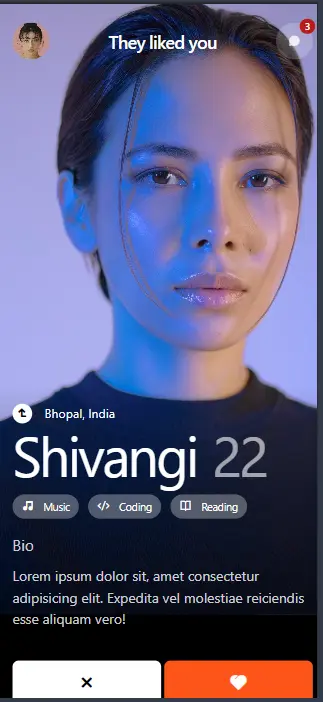 They liked you
3
Bhopal, India
Shivangi 22
Music
Coding
Reading
Bio
Lorem ipsum dolor sit, amet consectetur
adipisicing elit. Expedita vel molestiae reiciendis
esse aliquam vero!